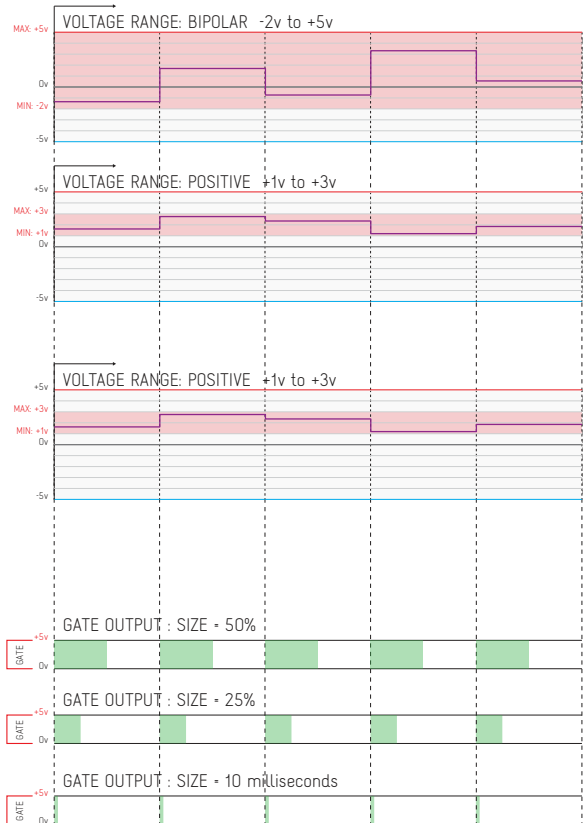 VOLTAGE RANGE: BIPOLAR -2v to +5v
MAX: +5v
0v
MIN: -2v
-5v
VOLTAGE RANGE: POSITIVE +1v to +3v
+5v
MAX: +3v
MIN: +1v
0v
-5v
VOLTAGE RANGE: POSITIVE +1v to +3v
+5v
MAX: +3v
MIN: +1v
0v
-5v
GATE OUTPUT : SIZE = 50%
+5v
GATE
0v
GATE OUTPUT : SIZE = 25%
+5v
GATE
0v
GATE OUTPUT : SIZE = 10 milliseconds
+5v
GATE
0v